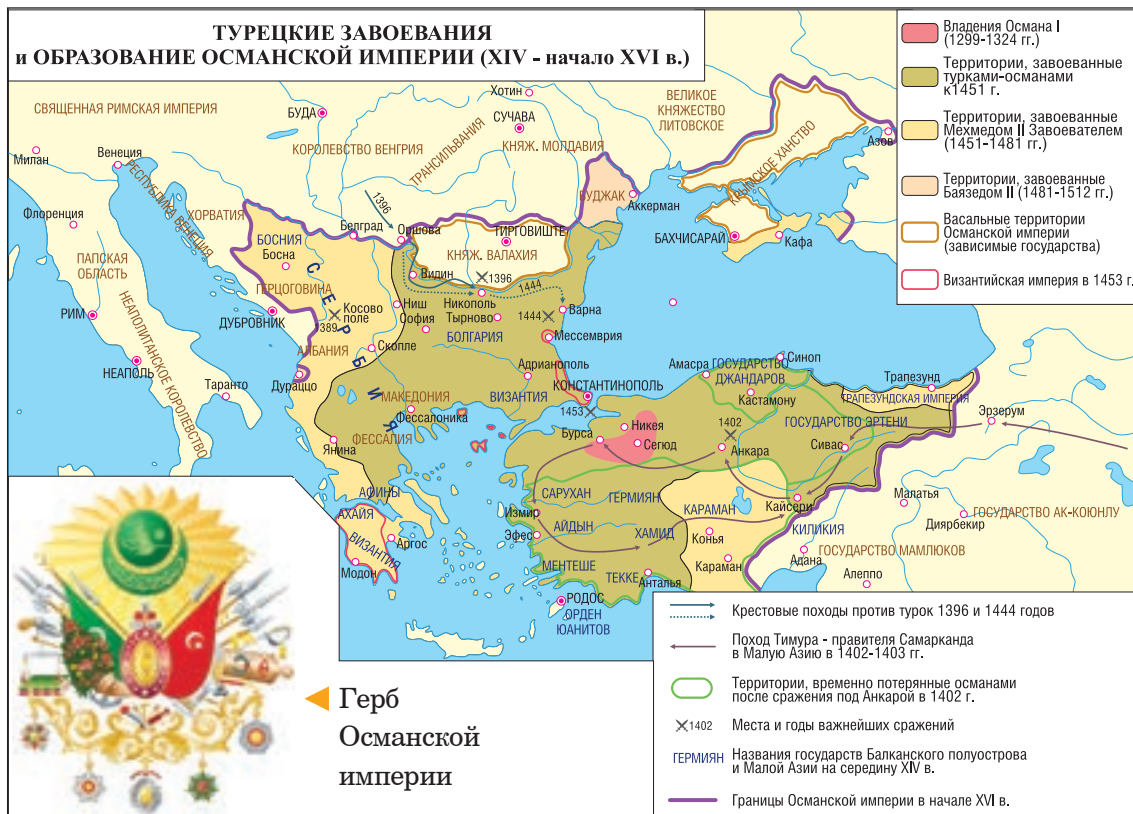 ТУРЕЦКИЕ ЗАВОЕВАНИЯ
и ОБРАЗОВАНИЕ ОСМАНСКОЙ ИМПЕРИИ (XIV - начало XVI в.)
Владения Османа I
(1299-1324 гг.)
Территории, завоеванные
турками-османами
к1451 г.
Территории, завоеванные
Мехмедом II Завоевателем
(1451-1481 гг.)
Территории, завоеванные
Баязедом II (1481-1512 гг.)
Васальные территории
Османской империи
(зависимые государства)
Византийская империя в 1453 г.
СВЯЩЕННАЯ РИМСКАЯ ИМПЕРИЯ
БУДА
Хотин
СУЧАВА
ВЕЛИКОЕ
КНЯЖЕСТВО
ЛИТОВСКОЕ
КОРОЛЕВСТВО ВЕНГРИЯ
ТРАНСИЛЬВАНИЯ
КНЯЖ. МОЛДАВИЯ
КРЫМСКОЕ ХАНСТВО
Азов
Милан
Венеция
РЕСПУБЛИКА ВЕНЕЦИЯ
ХОРВАТИЯ
1396
БУДЖАК
Аккерман
Флоренция
Белград
Оршова
ТИРГОВИШТЕ
БАХЧИСАРАЙ
Кафа
БОСНИЯ
Босна
КНЯЖ. ВАЛАХИЯ
ПАПСКАЯ
ОБЛАСТЬ
ГЕРЦОГОВИНА
СЕРБИЯ
Видин
1396
1444
РИМ
ДУБРОВНИК
Косово
поле
1389
Ниш
София
Никополь
Тырново
1444
Варна
Мессемврия
БОЛГАРИЯ
НЕАПОЛИТАНСКОЕ КОРОЛЕВСТВО
НЕАПОЛЬ
АЛБАНИЯ
Скопле
Дураццо
Таранто
Адрианополь
КОНСТАНТИНОПОЛЬ
ВИЗАНТИЯ
1453
Амасра
ГОСУДАРСТВО
ДЖАНДАРОВ
Синоп
Кастамону
Трапезунд
ТРАПЕЗУНДСКАЯ ИМПЕРИЯ
МАКЕДОНИЯ
Фессалоника
ФЕССАЛИЯ
Янина
Бурса
Никея
Сегюд
1402
Анкара
ГОСУДАРСТВО ЭРТЕНИ
Сивас
Эрзерум
АФИНЫ
АХАЙЯ
ВИЗАНТИЯ
Аргос
Модон
САРУХАН
ГЕРМИЯН
Измир
АЙДЫН
Эфес
МЕНТЕШЕ
ХАМИД
КАРАМАН
Конья
Караман
Кайсери
ТЕККЕ
Анталья
КИЛИКИЯ
Адана
Малатья
Диярбекир
ГОСУДАРСТВО АК-КОЮНЛУ
ГОСУДАРСТВО МАМЛЮКОВ
Алеппо
РОДОС
ОРДЕН
ЮАНИТОВ
Герб
Османской
империи
Крестовые походы против турок 1396 и 1444 годов
Поход Тимура - правителя Самарканда
в Малую Азию в 1402-1403 гг.
Территории, временно потерянные османами
после сражения под Анкарой в 1402 г.
1402 Места и годы важнейших сражений
ГЕРМИЯН Названия государств Балканского полуострова
и Малой Азии на середину XIV в.
Границы Османской империи в начале XVI в.